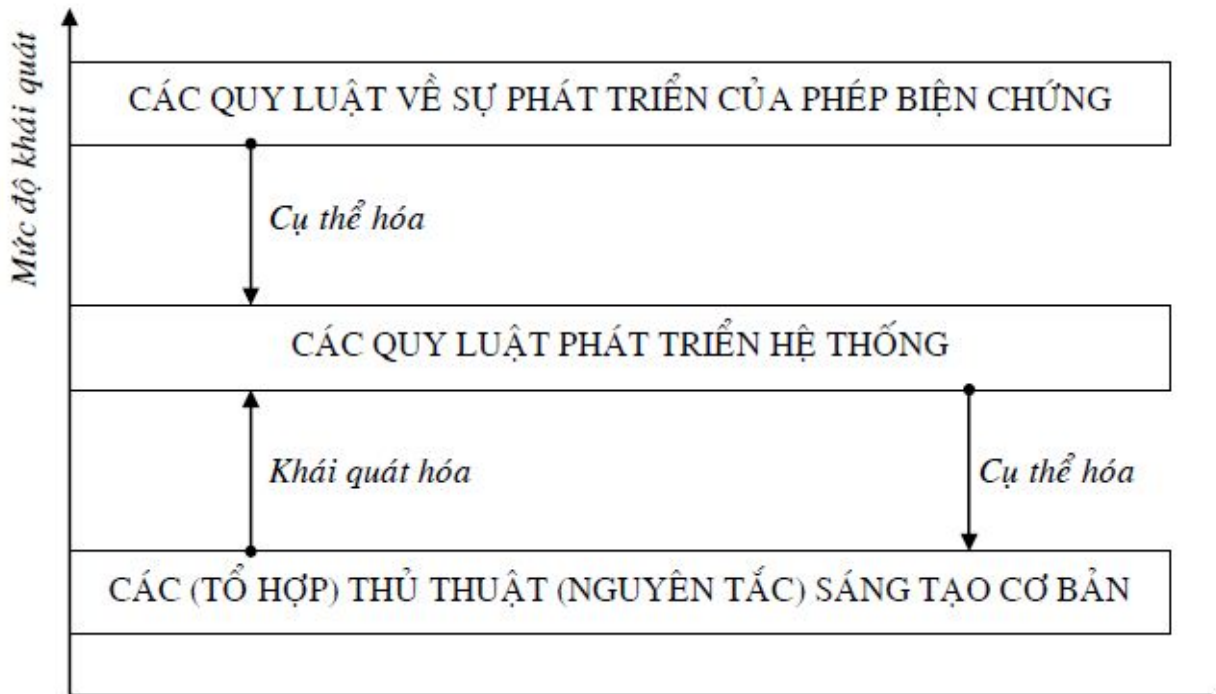 Mức độ khái quát
CÁC QUY LUẬT VỀ SỰ PHÁT TRIỂN CỦA PHÉP BIỆN CHỨNG
Cụ thể hóa
CÁC QUY LUẬT PHÁT TRIỂN HỆ THỐNG
Khái quát hóa
Cụ thể hóa
CÁC (TỔ HỢP) THỦ THUẬT (NGUYÊN TẮC) SÁNG TẠO CƠ BẢN